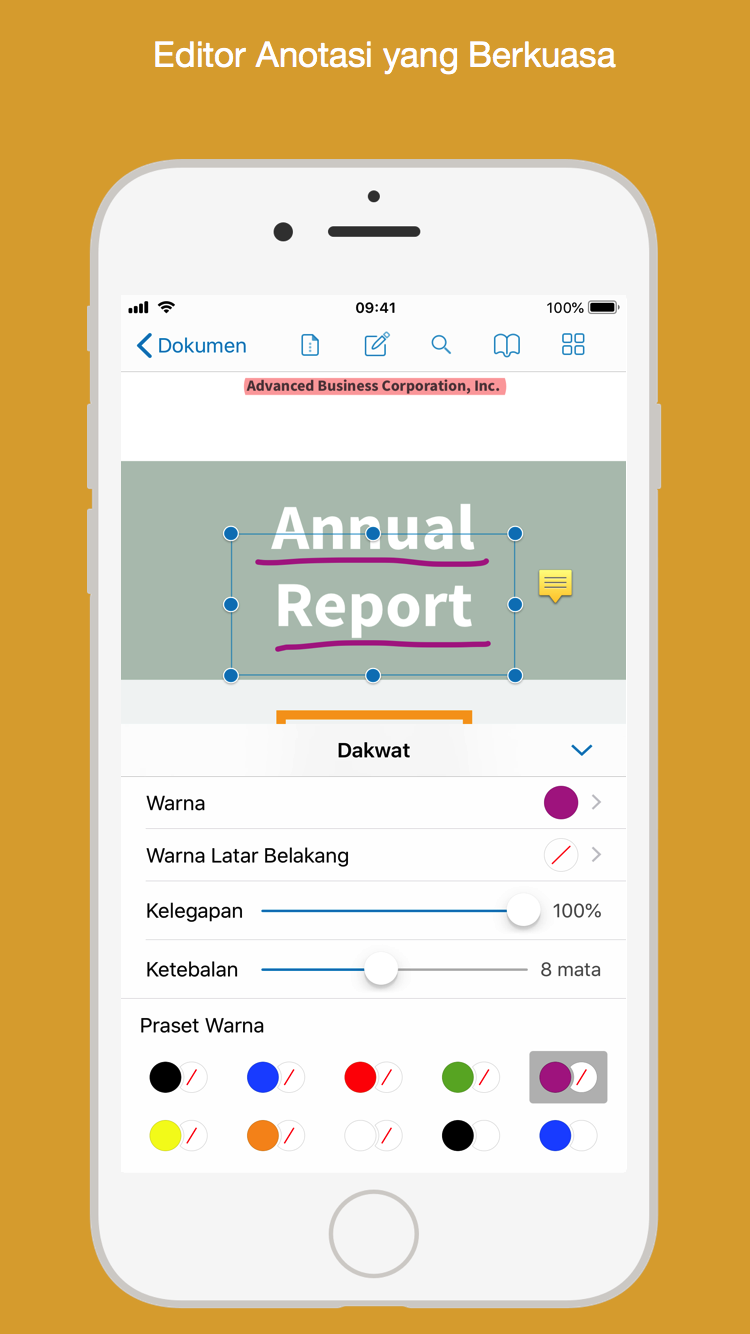 Editor Anotasi yang Berkuasa
09:41
100%
Dokumen
Advanced Business Corporation, Inc.
Annual
Report
Dakwat
Warna
Warna Latar Belakang
Kelegapan
100%
Ketebalan
8 mata
Praset Warna